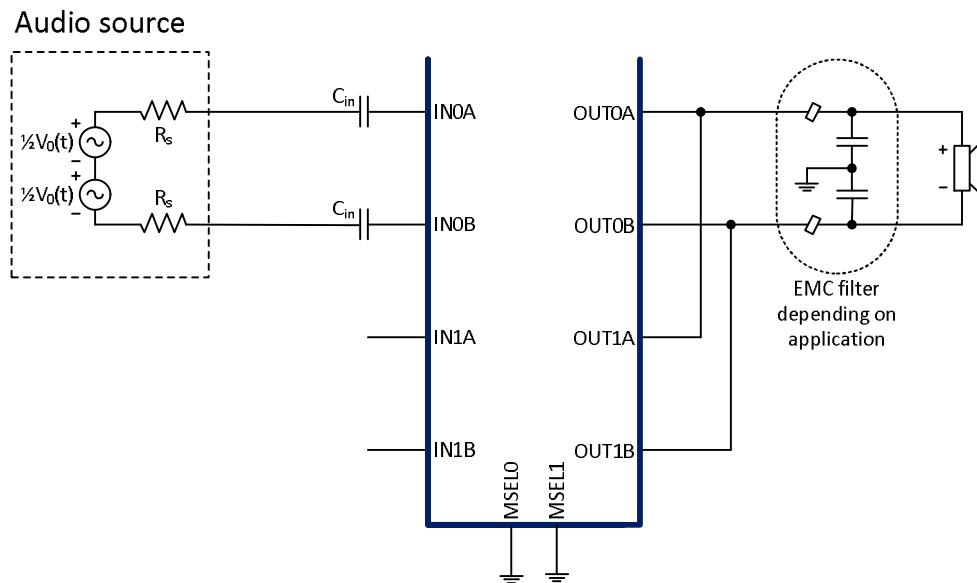 Audio source
+
½V₀(t)
−
+
½V₀(t)
−
Rₛ
Rₛ
Cᵢₙ
Cᵢₙ
IN0A
IN0B
IN1A
IN1B
MSEL0
MSEL1
OUT0A
OUT0B
OUT1A
OUT1B
+
−
EMC filter
depending on
application